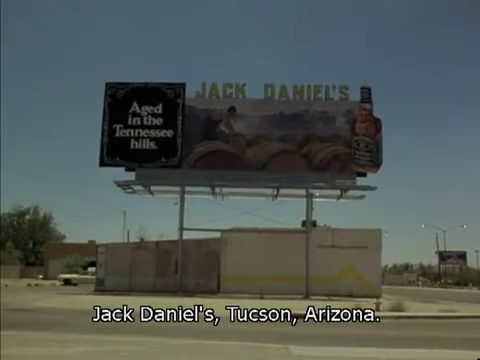 JACK DANIEL'S
Aged
in the
Tennessee
hills.
Jack Daniel's, Tucson, Arizona.